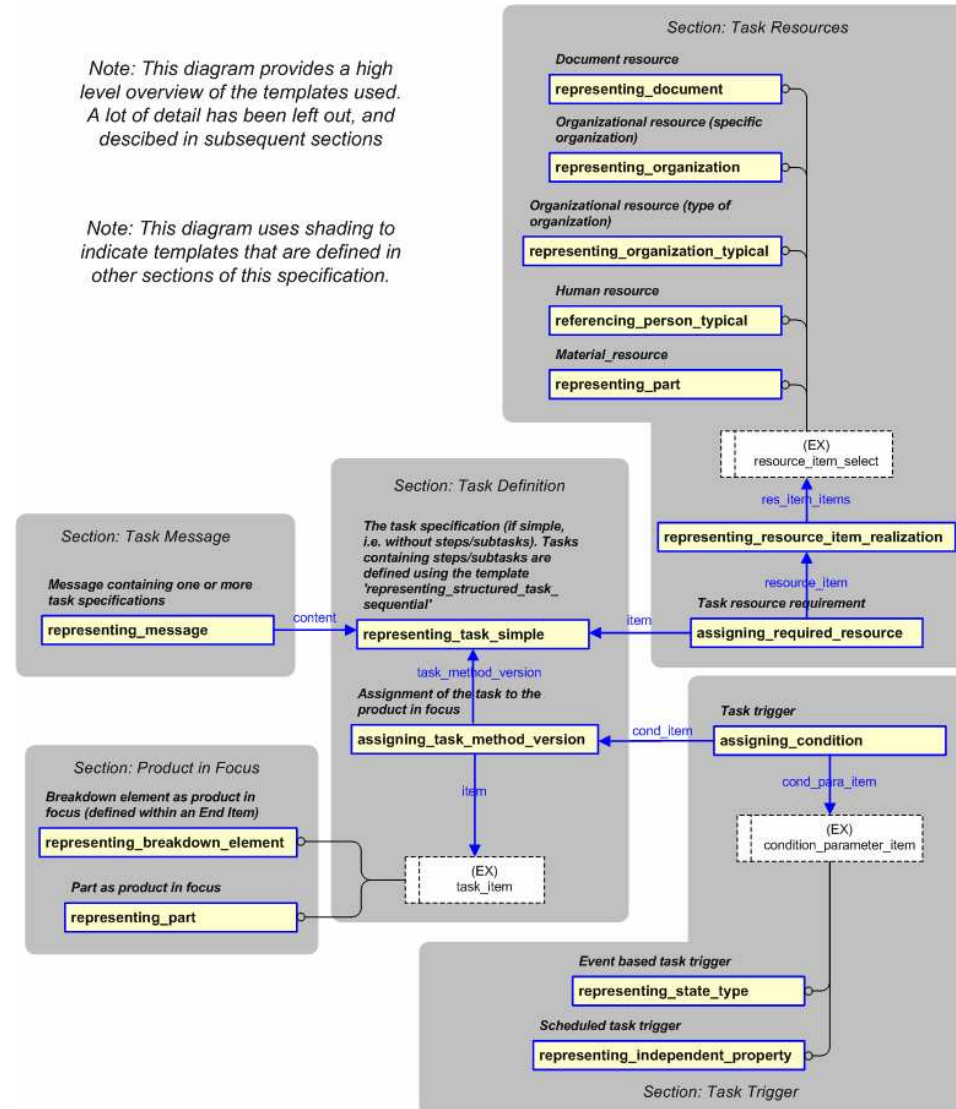 Note: This diagram provides a high
level overview of the templates used.
A lot of detail has been left out, and
descibed in subsequent sections
Note: This diagram uses shading to
indicate templates that are defined in
other sections of this specification.
Section: Task Resources
Document resource
representing_document
Organizational resource (specific
organization)
representing_organization
Organizational resource (type of
organization)
representing_organization_typical
Human resource
referencing_person_typical
Material_resource
representing_part
(EX)
resource_item_select
res_item_items
representing_resource_item_realization
resource_item
Task resource requirement
assigning_required_resource
item
Section: Task Definition
The task specification (if simple,
i.e. without steps/subtasks). Tasks
containing steps/subtasks are
defined using the template
'representing_structured_task_
sequential'
representing_task_simple
task_method_version
Assignment of the task to the
product in focus
assigning_task_method_version
item
(EX)
task_item
Section: Task Message
Message containing one or more
task specifications
representing_message
content
Section: Product in Focus
Breakdown element as product in
focus (defined within an End Item)
representing_breakdown_element
Part as product in focus
representing_part
Task trigger
assigning_condition
cond_item
cond_para_item
(EX)
condition_parameter_item
Event based task trigger
representing_state_type
Scheduled task trigger
representing_independent_property
Section: Task Trigger